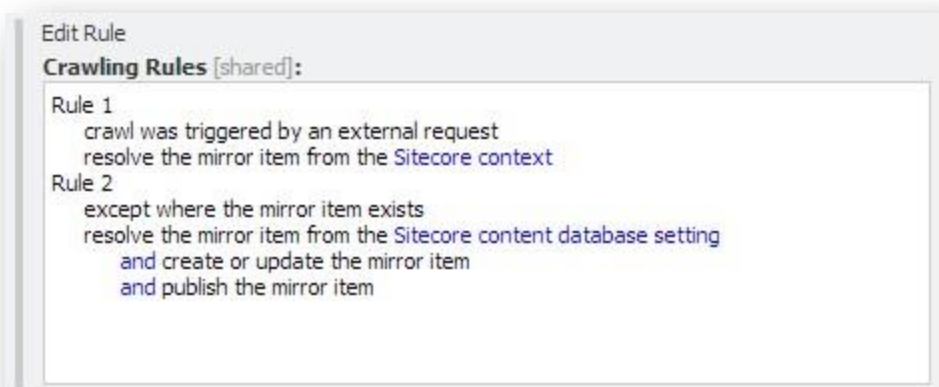 Edit Rule
Crawling Rules [shared]:
Rule 1
crawl was triggered by an external request
resolve the mirror item from the Sitecore context
Rule 2
except where the mirror item exists
resolve the mirror item from the Sitecore content database setting
and create or update the mirror item
and publish the mirror item